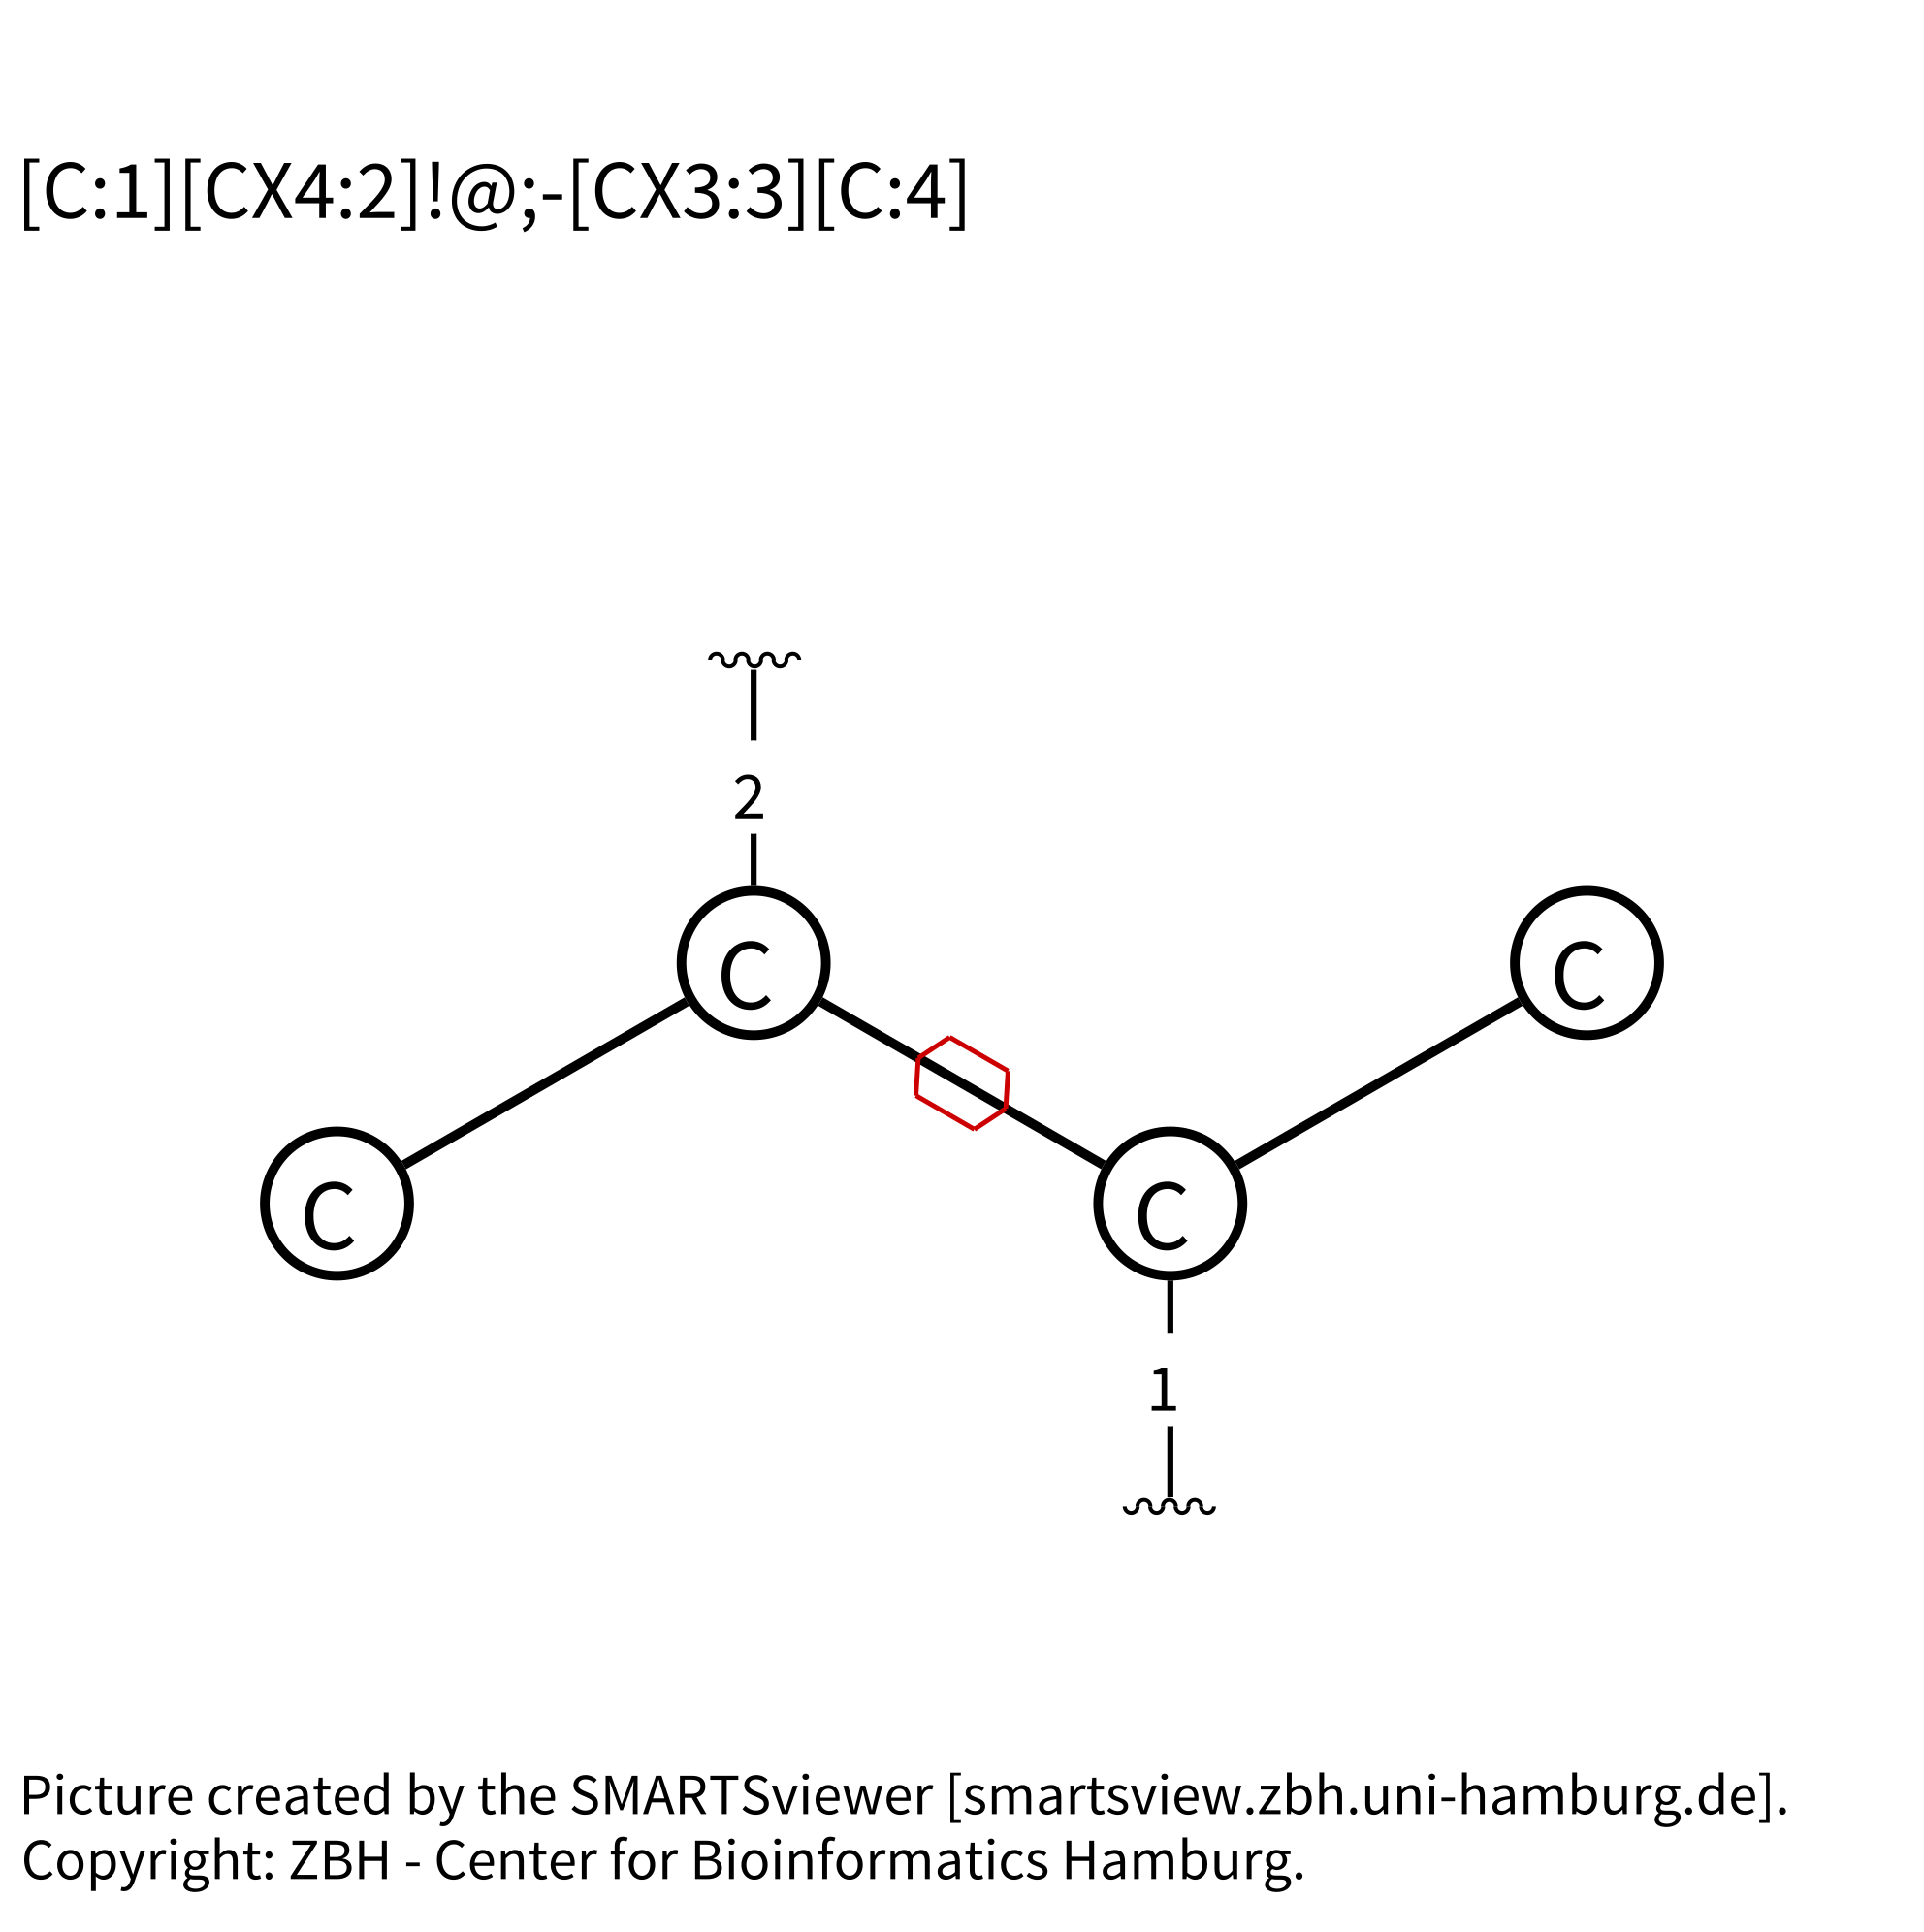 [C:1][CX4:2]!@;-[CX3:3][C:4]
2
C
C
C
C
1
Picture created by the SMARTSviewer [smartsview.zbh.uni-hamburg.de].
Copyright: ZBH - Center for Bioinformatics Hamburg.